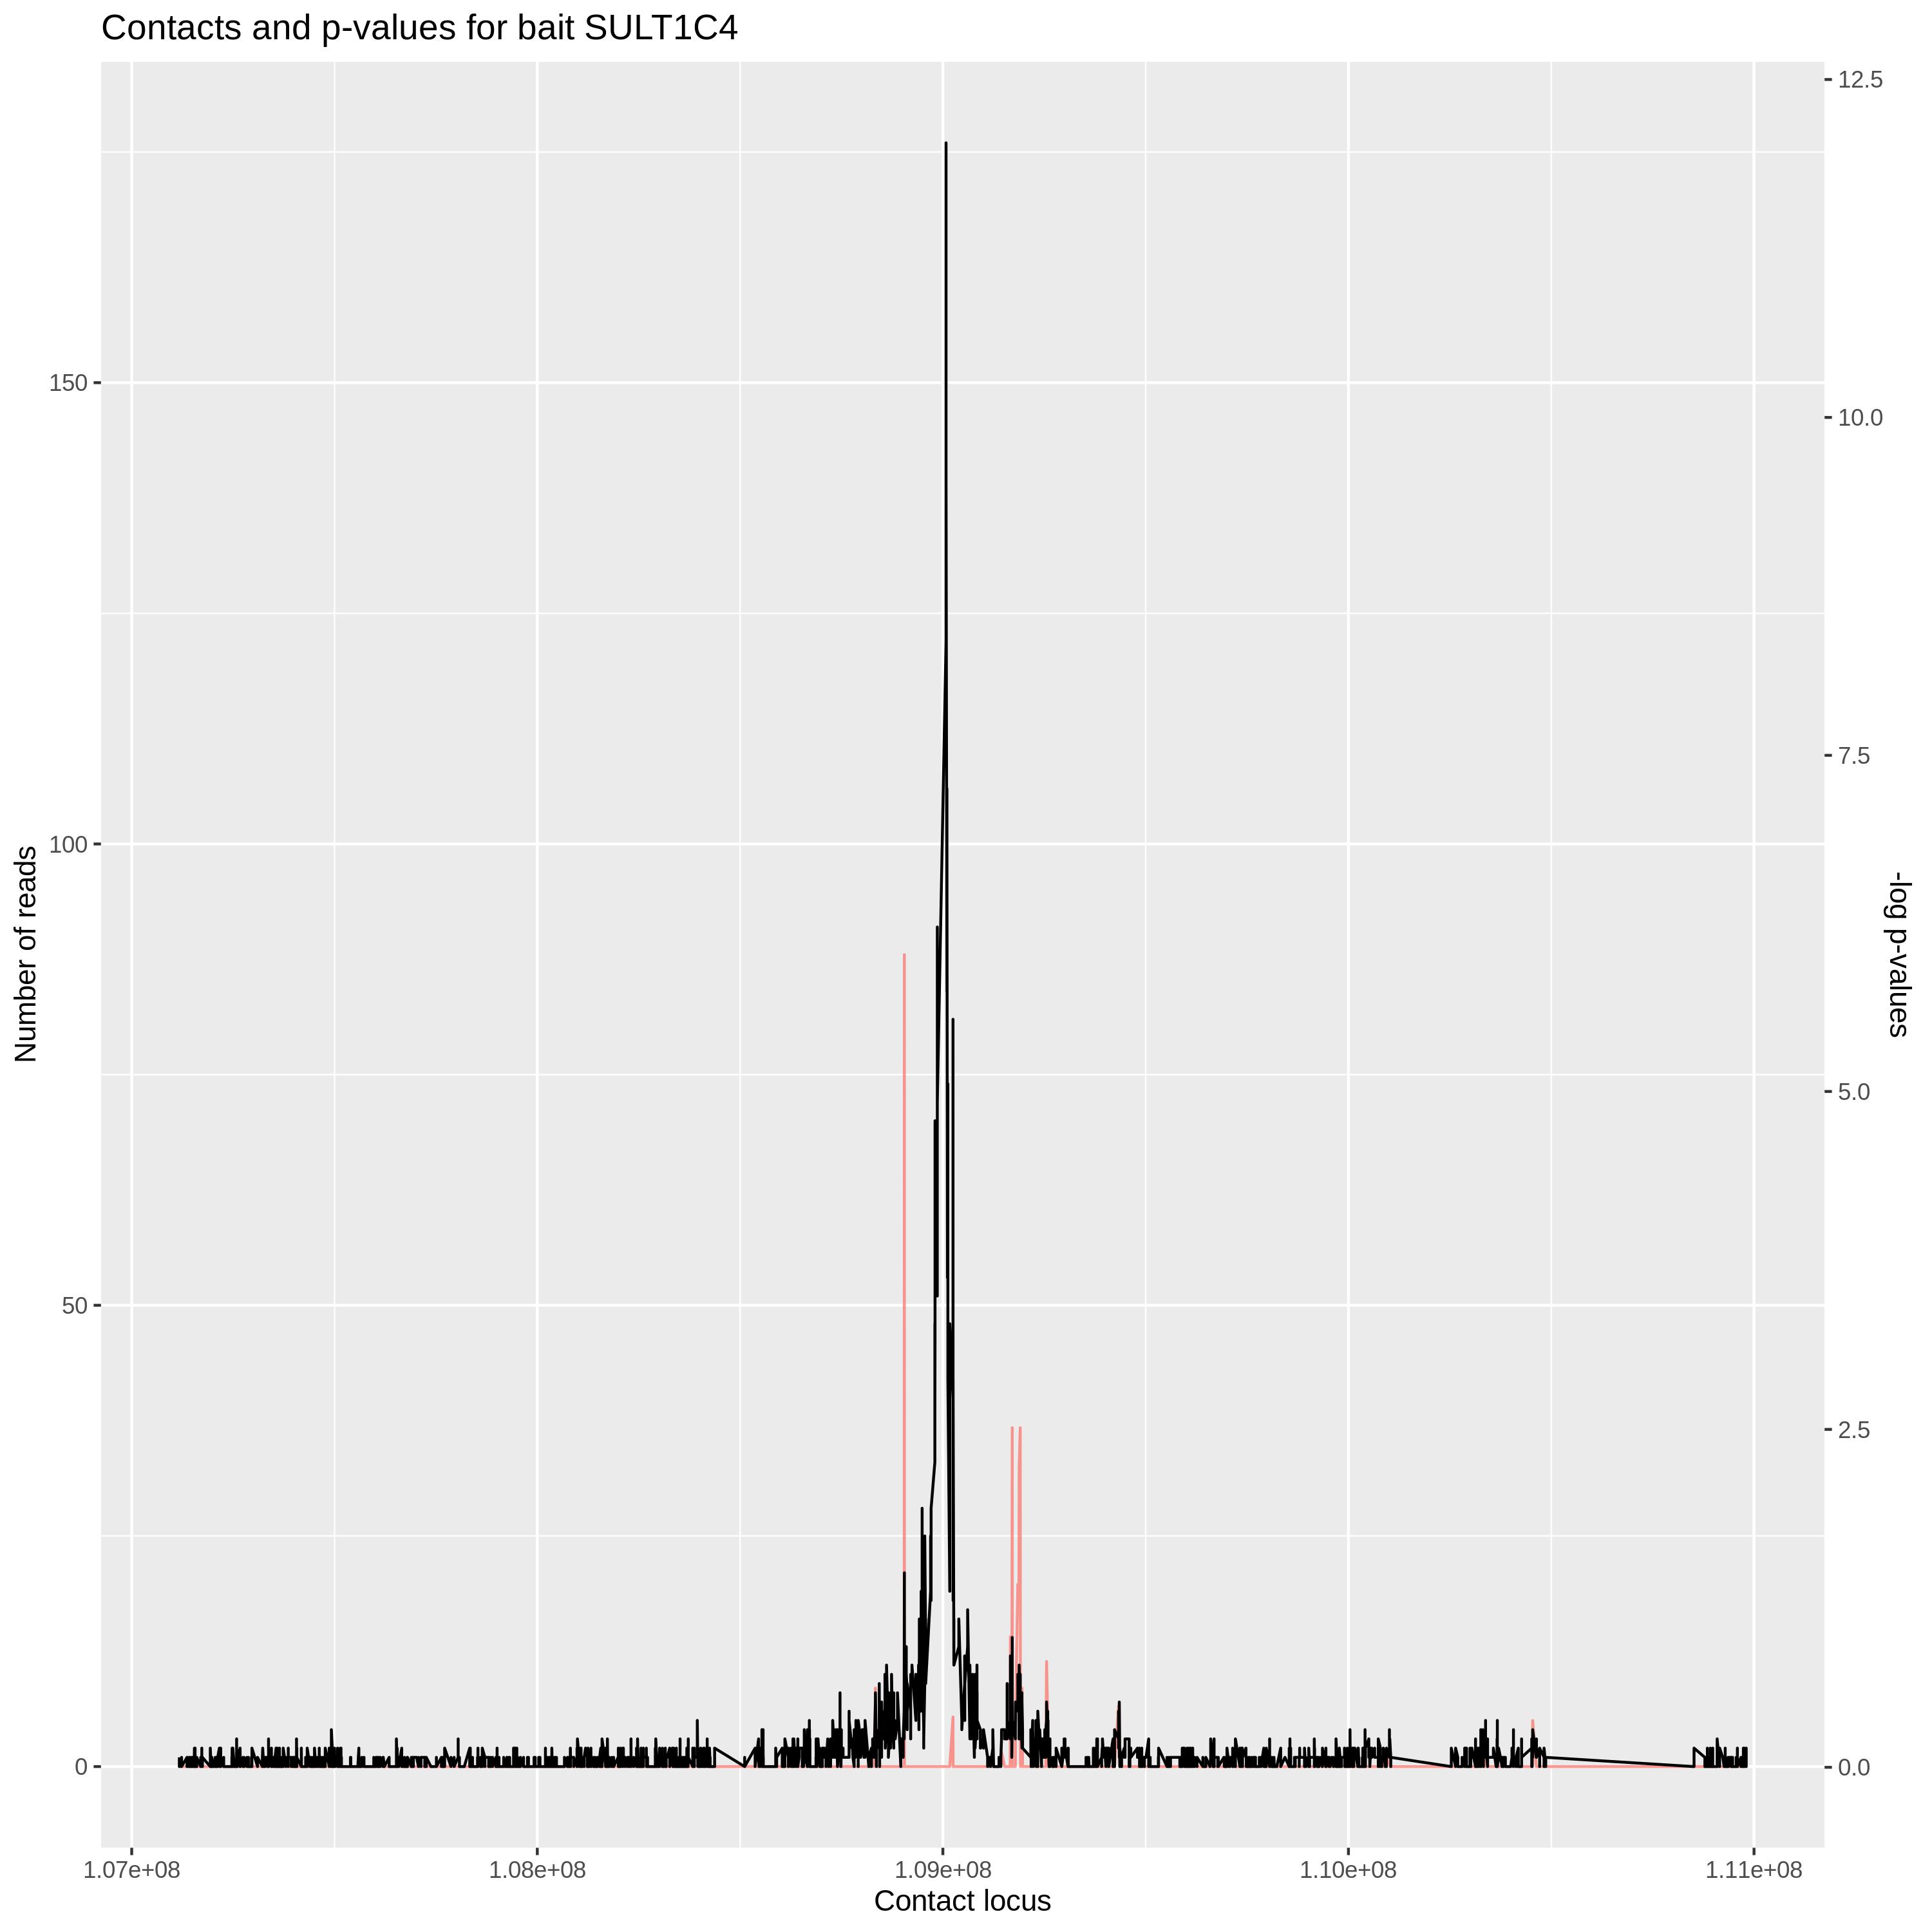 Contacts and p-values for bait SULT1C4
12.5
150
10.0
7.5
100
Number of reads
-log p-values
5.0
50
2.5
0
0.0
1.07e+08
1.08e+08
1.09e+08
1.10e+08
1.11e+08
Contact locus